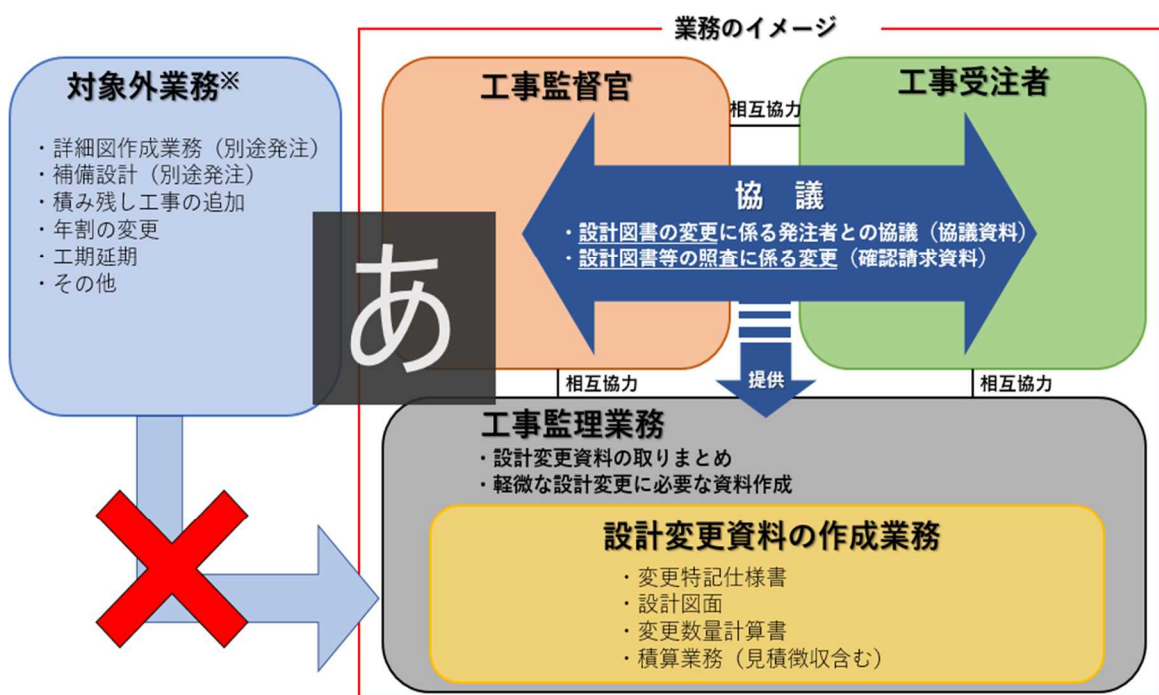 業務のイメージ
対象外業務※
・詳細図作成業務（別途発注）
・補備設計（別途発注）
・積み残し工事の追加
・年割の変更
・工期延期
・その他
工事監督官
工事受注者
相互協力
協　議
・設計図書の変更に係る発注者との協議（協議資料）
・設計図書等の照査に係る変更（確認請求資料）
あ
提供
相互協力
相互協力
工事監理業務
・設計変更資料の取りまとめ
・軽微な設計変更に必要な資料作成
設計変更資料の作成業務
・変更特記仕様書
・設計図面
・変更数量計算書
・積算業務（見積徴収含む）